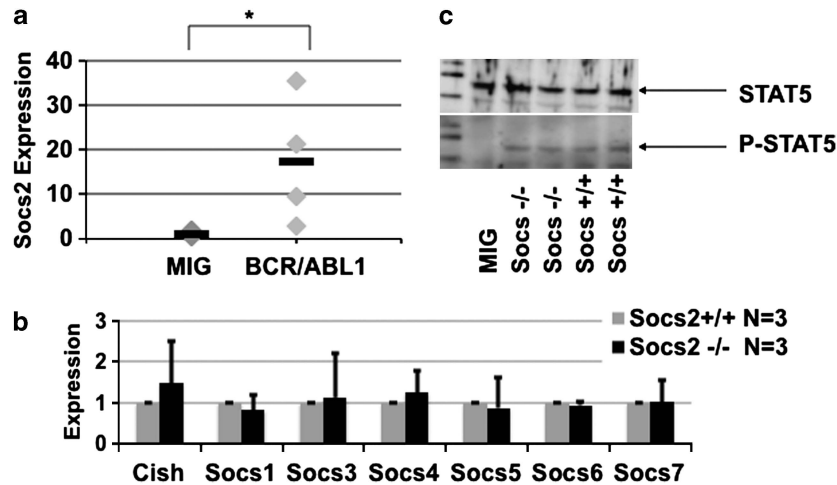 a
*
Socs2 Expression
40
30
20
10
0
MIG BCR/ABL1
c
STAT5
P-STAT5
MIG
Socs -/-
Socs -/-
Socs +/+
Socs +/+
b
Socs2+/+ N=3
Socs2 -/- N=3
Expression
3
2
1
0
Cish Socs1 Socs3 Socs4 Socs5 Socs6 Socs7